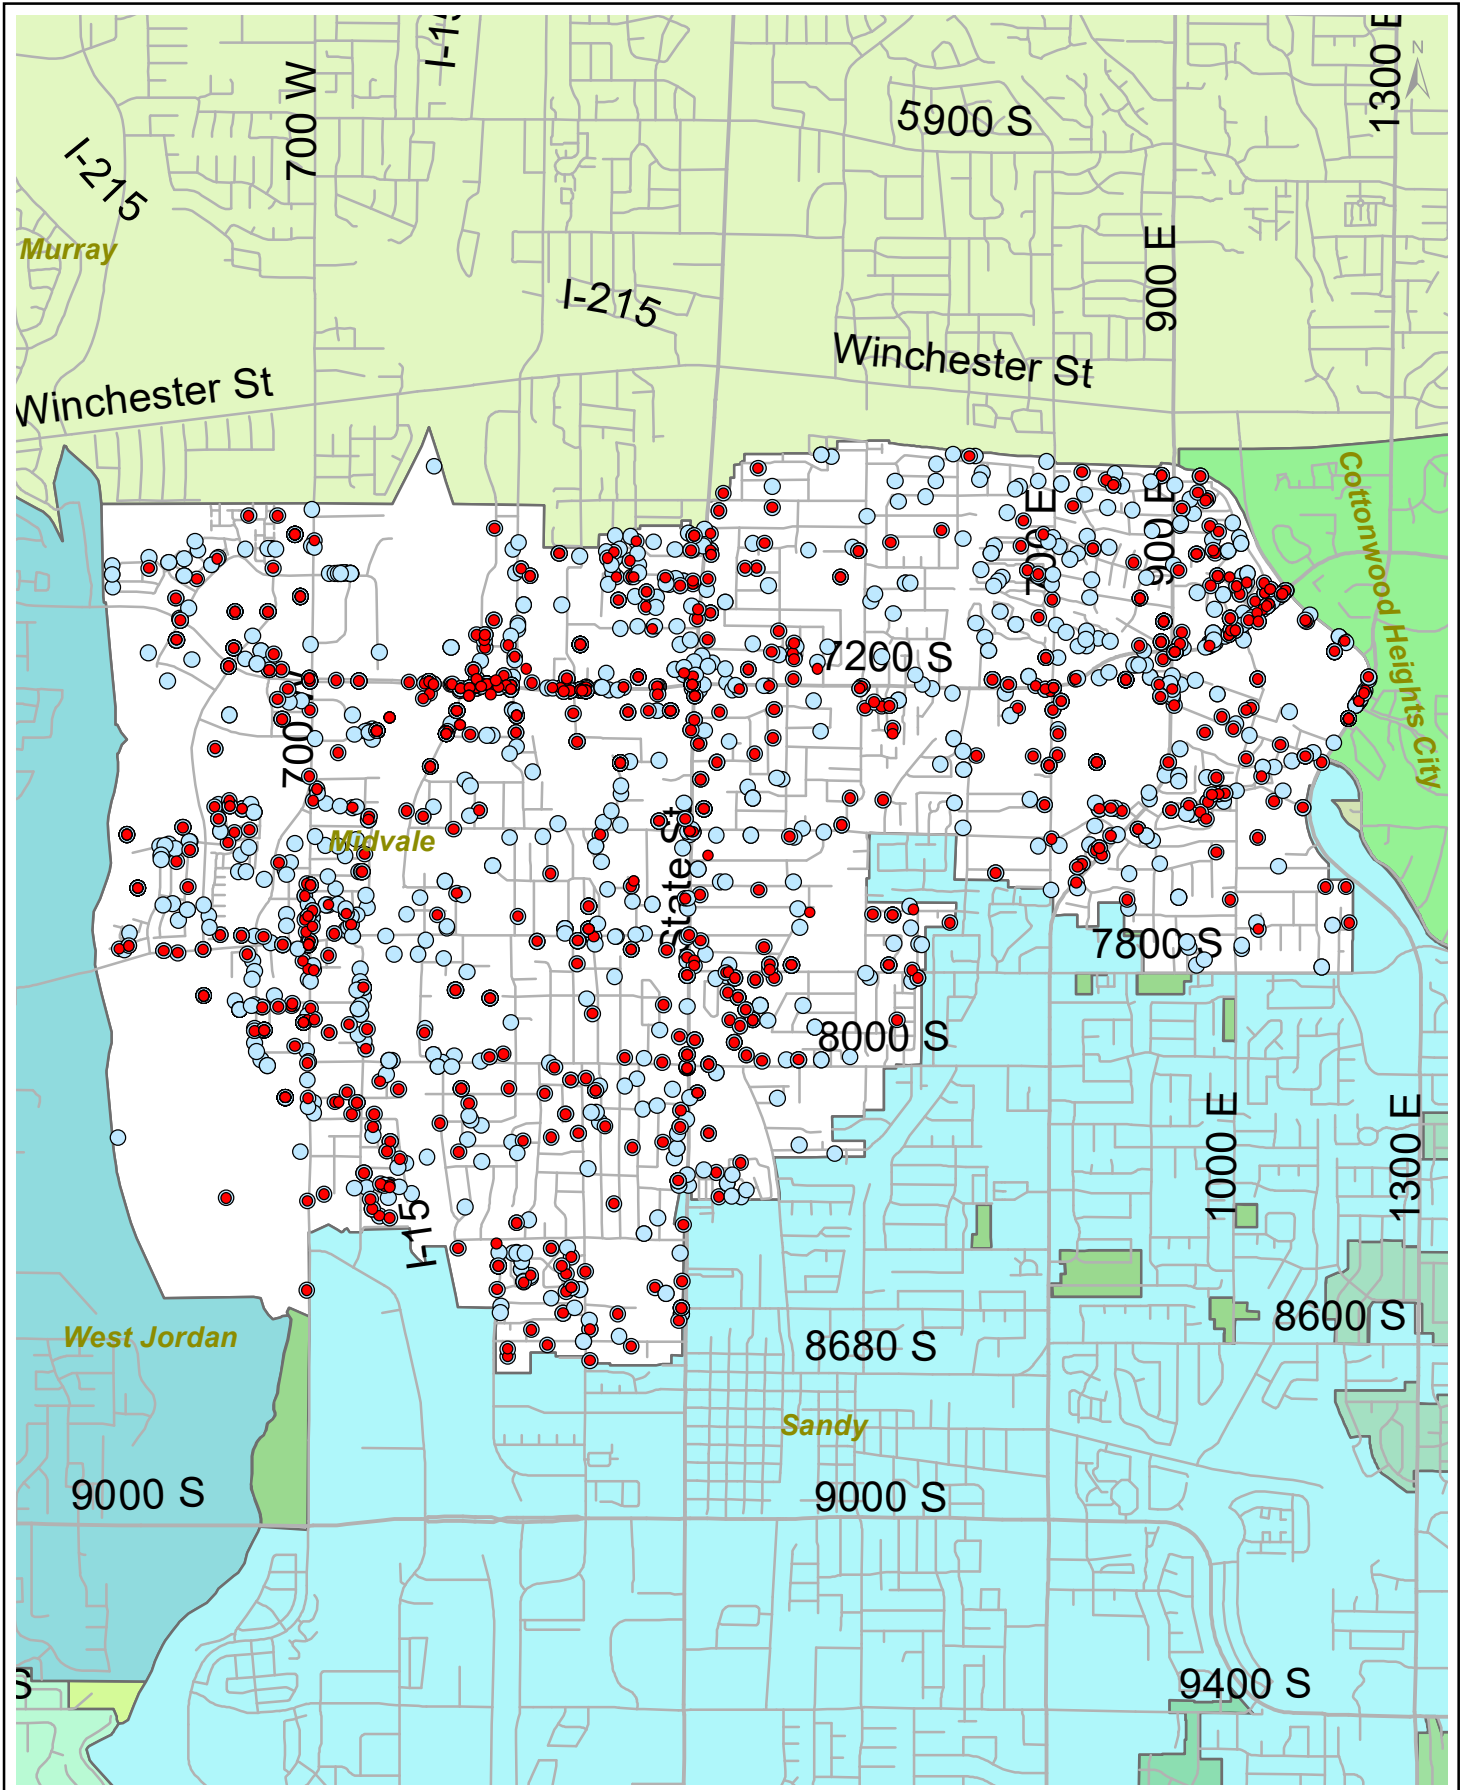 I-15
1300 E
N
700 W
5900 S
I-215
Murray
900 E
I-215
Winchester St
Winchester St
Cottonwood Heights City
700 E
900 E
7200 S
700 W
State St
Midvale
7800 S
8000 S
1000 E
1300 E
I-15
8600 S
West Jordan
8680 S
Sandy
9000 S
9000 S
S
9400 S